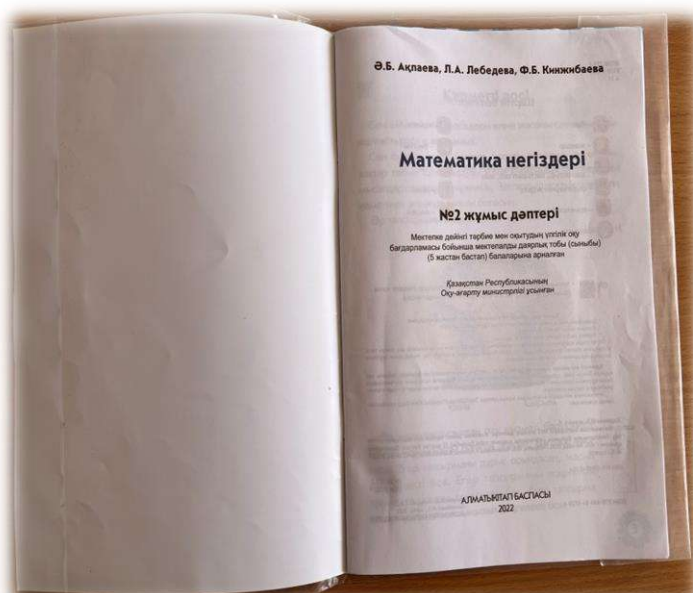 Ә.Б. Ақпаева, Л.А. Лебедева, Ф.Б. Кинжибаева
Математика негіздері
№2 жұмыс дәптері
Мектепке дейінгі тәрбие мен оқытудың үлгілік оқу
бағдарламасы бойынша мектепалды даярлық тобы (сыныбы)
(5 жастан бастап) балаларына арналған
Қазақстан Республикасының
Оқу-ағарту министрлігі ұсынған
АЛМАТЫКІТАП БАСПАСЫ
2022